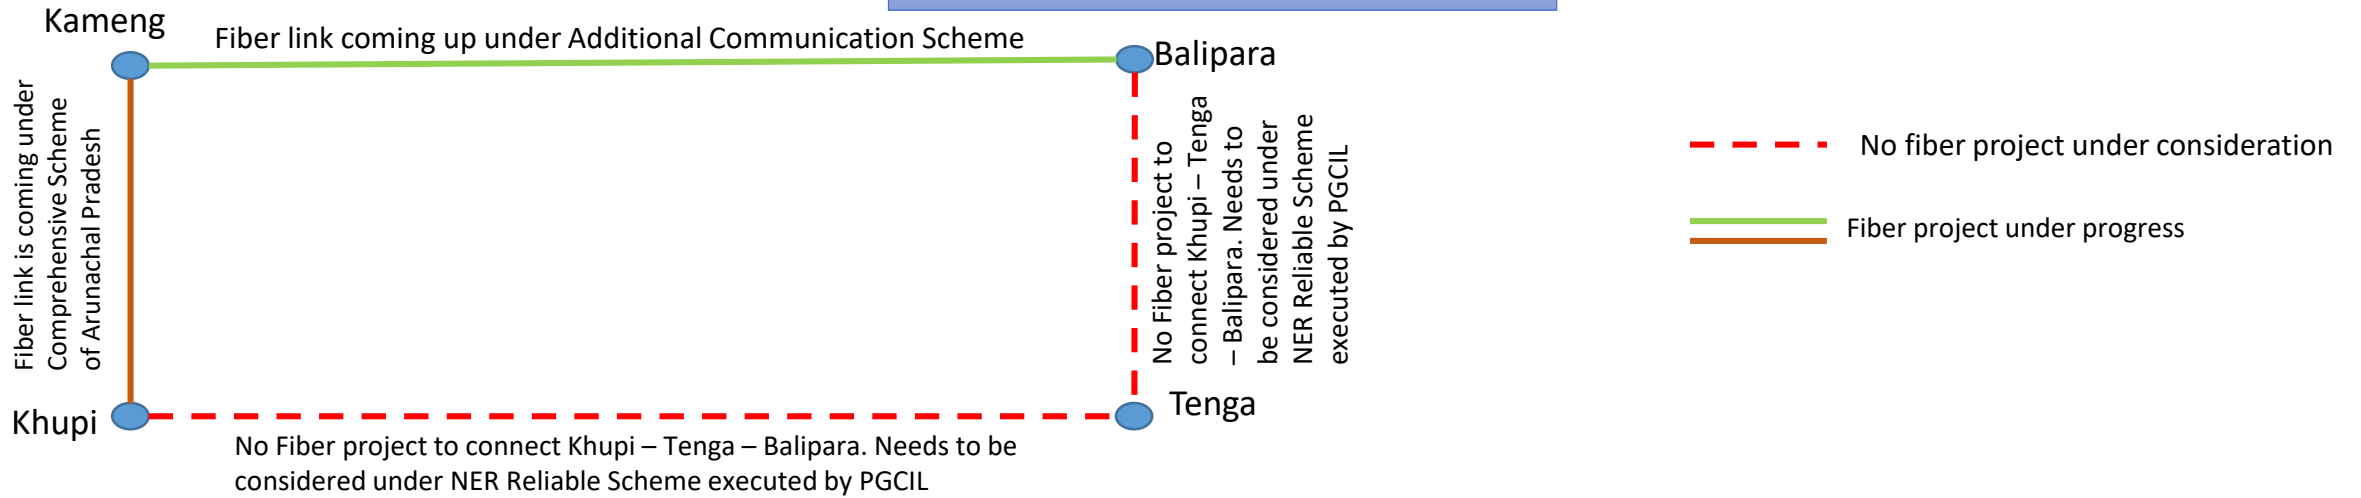 Kameng
Fiber link coming up under Additional Communication Scheme
Balipara
Fiber link is coming under
Comprehensive Scheme
of Arunachal Pradesh
No Fiber project to
connect Khupi – Tenga
– Balipara. Needs to
be considered under
NER Reliable Scheme
executed by PGCIL
No fiber project under consideration
Fiber project under progress
Khupi
Tenga
No Fiber project to connect Khupi – Tenga – Balipara. Needs to be
considered under NER Reliable Scheme executed by PGCIL